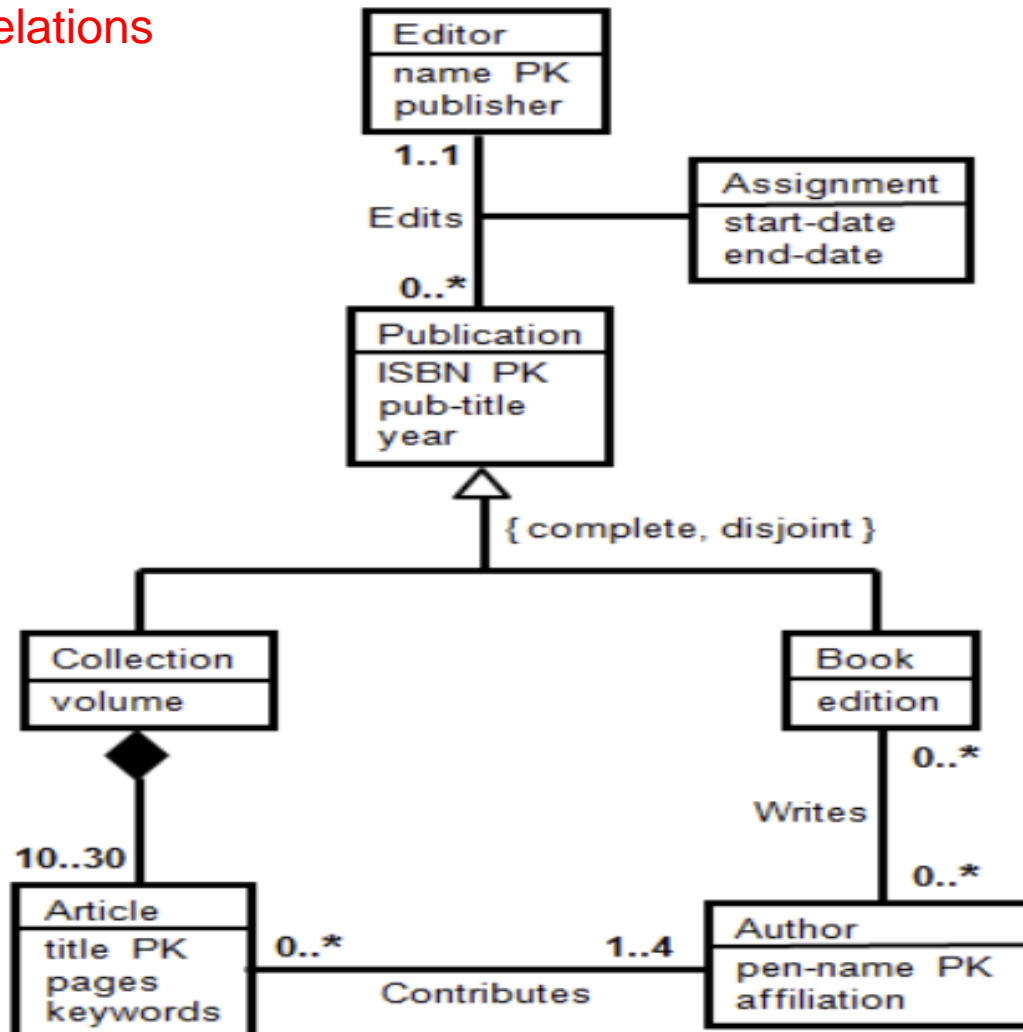 elations
Editor
name PK
publisher
1..1
Edits
Assignment
start-date
end-date
0..*
Publication
ISBN PK
pub-title
year
{ complete, disjoint }
Collection
volume
Book
edition
0..*
Writes
10..30
0..*
Article
title PK
pages
keywords
0..*
1..4
Contributes
Author
pen-name PK
affiliation